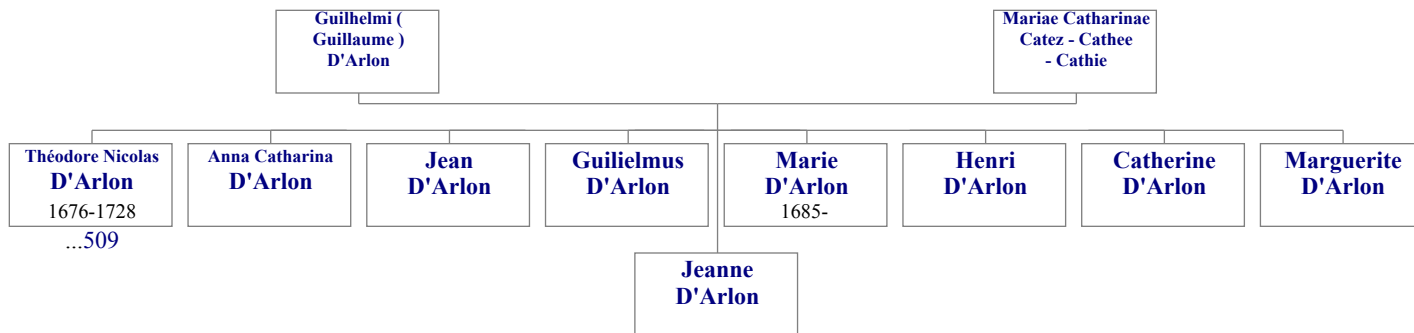 Guilhelmi (
Guillaume )
D'Arlon
Mariae Catharinae
Catez - Cathee
- Cathie
Théodore Nicolas
D'Arlon
1676-1728
...509
Anna Catharina
D'Arlon
Jean
D'Arlon
Guilielmus
D'Arlon
Marie
D'Arlon
1685-
Henri
D'Arlon
Catherine
D'Arlon
Marguerite
D'Arlon
Jeanne
D'Arlon